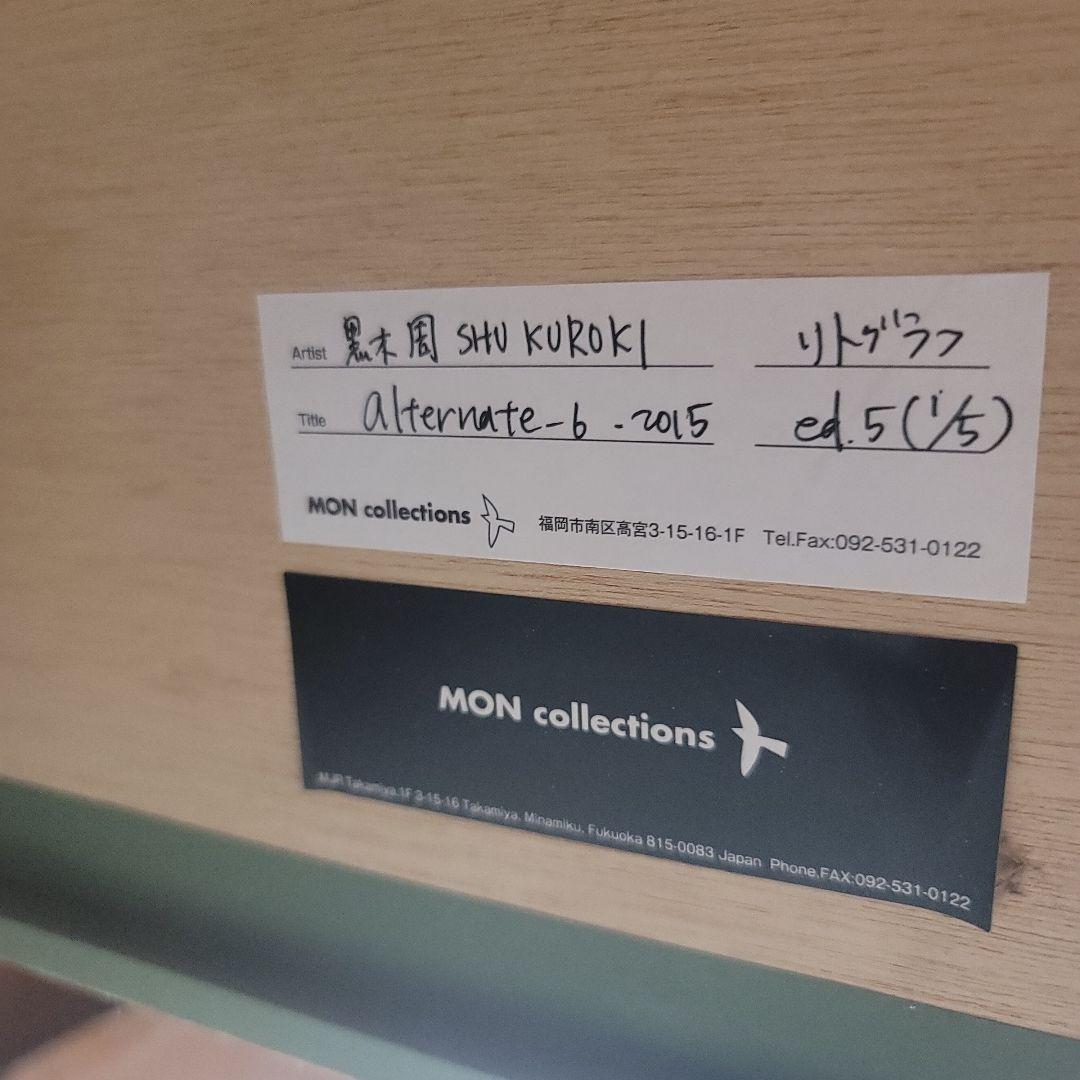 Artist 黒木 周 SHU KUROKI リトグラフ
Title alternate-6 - 2015 ed. 5 (1/5)
MON collections 福岡市南区高宮3-15-16-1F Tel.Fax:092-531-0122
MON collections
MJR Takamiya 1F 3-15-16 Takamiya, Minamiku, Fukuoka 815-0083 Japan Phone.FAX:092-531-0122